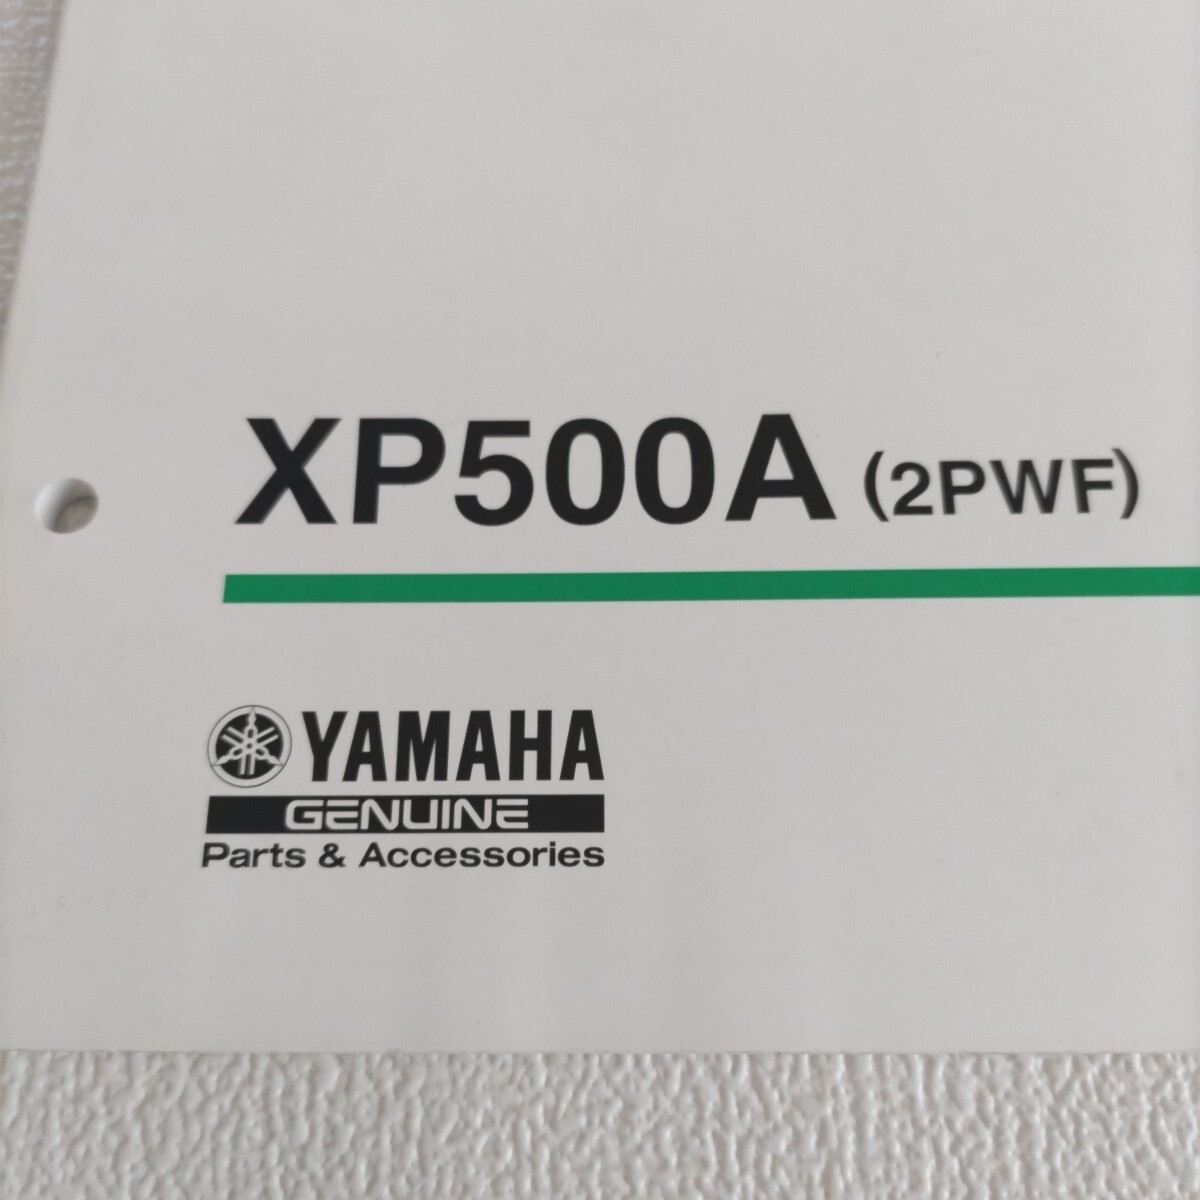 XP500A (2PWF)
YAMAHA
GENUINE
Parts & Accessories